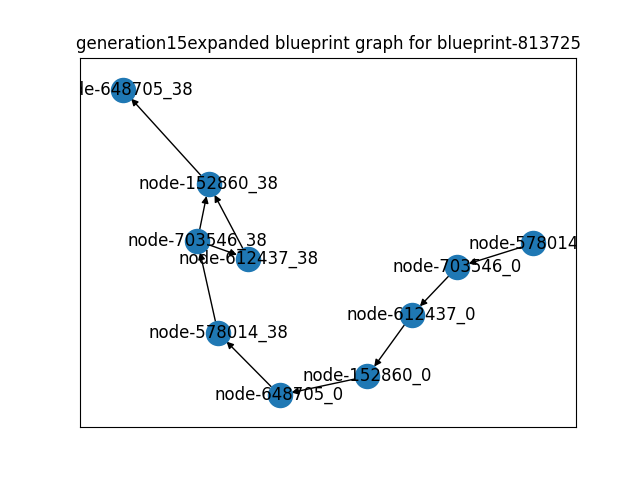 generation15expanded blueprint graph for blueprint-813725
le-648705_38
node-152860_38
node-703546_38
node-578014
node-612437_38
node-703546_0
node-612437_0
node-578014_38
node-152860_0
node-648705_0